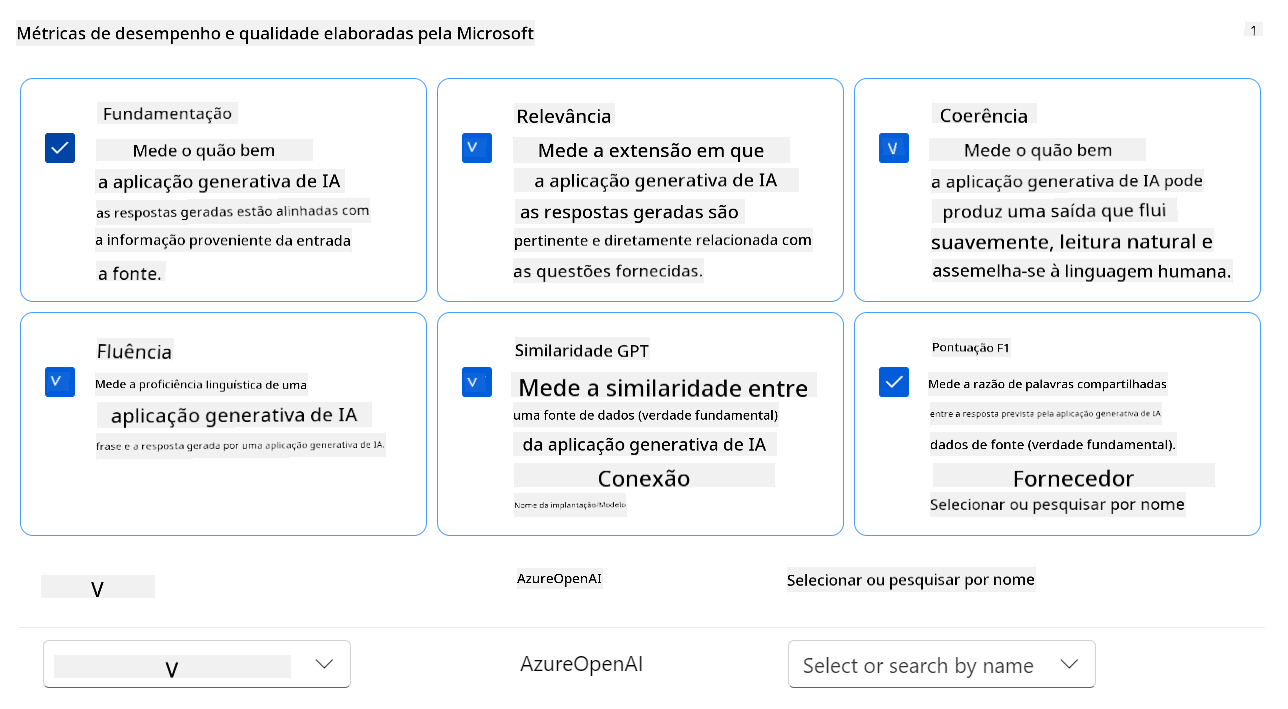 Métricas de desempenho e qualidade elaboradas pela Microsoft
1
Fundamentação
Mede o quão bem
a aplicação generativa de IA
as respostas geradas estão alinhadas com
a informação proveniente da entrada
a fonte.
V
Relevância
Mede a extensão em que
a aplicação generativa de IA
as respostas geradas são
pertinente e diretamente relacionada com
as questões fornecidas.
V
Coerência
Mede o quão bem
a aplicação generativa de IA pode
produz uma saída que flui
suavemente, leitura natural e
assemelha-se à linguagem humana.
V
Fluência
Mede a proficiência linguística de uma
aplicação generativa de IA
frase e a resposta gerada por uma aplicação generativa de IA.
V
Similaridade GPT
Mede a similaridade entre
uma fonte de dados (verdade fundamental)
da aplicação generativa de IA
Conexão
Nome da implantação/Modelo
Pontuação F1
Mede a razão de palavras compartilhadas
entre a resposta prevista pela aplicação generativa de IA
dados de fonte (verdade fundamental).
Fornecedor
Selecionar ou pesquisar por nome
V
AzureOpenAI
Selecionar ou pesquisar por nome
V
AzureOpenAI
Select or search by name